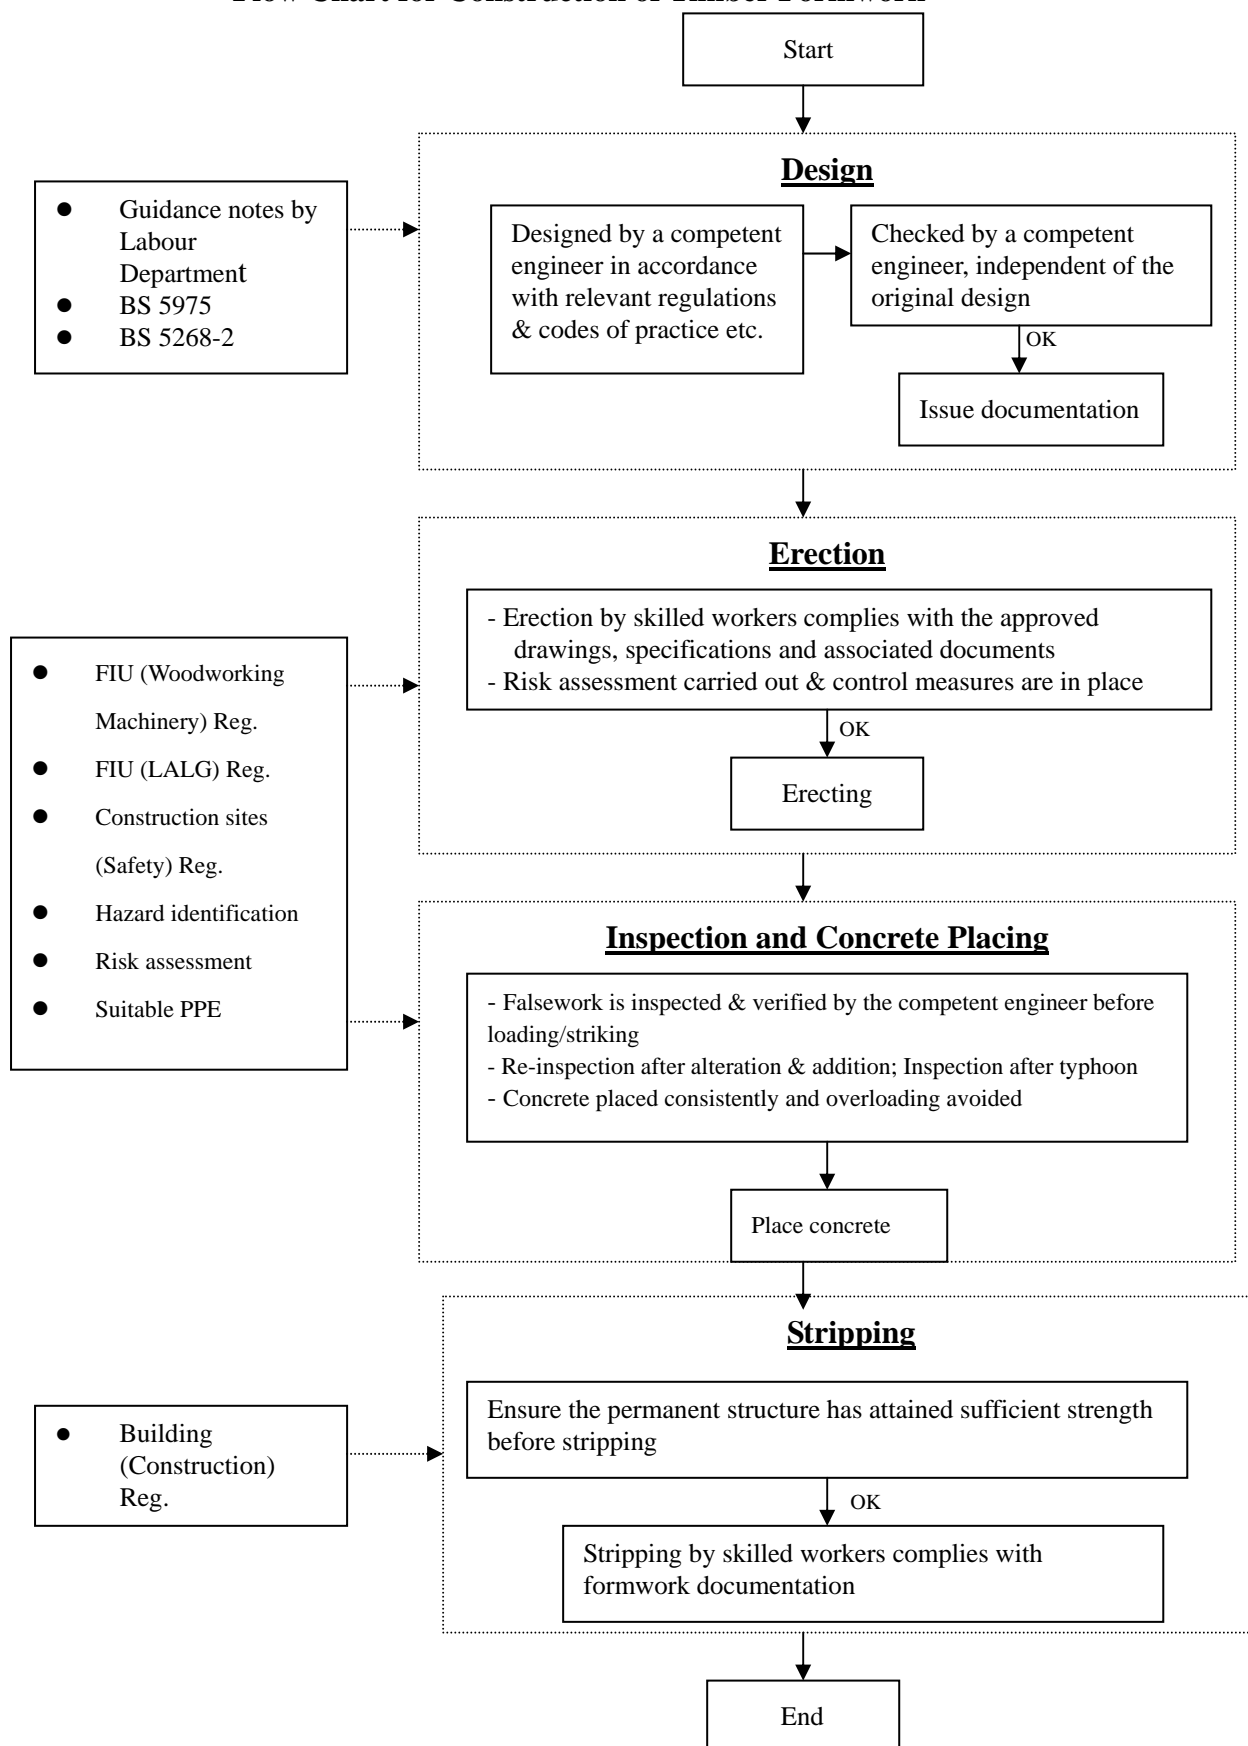 Flow Chart for Construction of Timber Formwork
Start
Design
● Guidance notes by
Labour
Department
● BS 5975
● BS 5268-2
Designed by a competent
engineer in accordance
with relevant regulations
& codes of practice etc.
Checked by a competent
engineer, independent of the
original design
OK
Issue documentation
Erection
- Erection by skilled workers complies with the approved
drawings, specifications and associated documents
- Risk assessment carried out & control measures are in place
OK
Erecting
● FIU (Woodworking
Machinery) Reg.
● FIU (LALG) Reg.
● Construction sites
(Safety) Reg.
● Hazard identification
● Risk assessment
● Suitable PPE
Inspection and Concrete Placing
- Falsework is inspected & verified by the competent engineer before
loading/striking
- Re-inspection after alteration & addition; Inspection after typhoon
- Concrete placed consistently and overloading avoided
Place concrete
Stripping
● Building
(Construction)
Reg.
Ensure the permanent structure has attained sufficient strength
before stripping
OK
Stripping by skilled workers complies with
formwork documentation
End